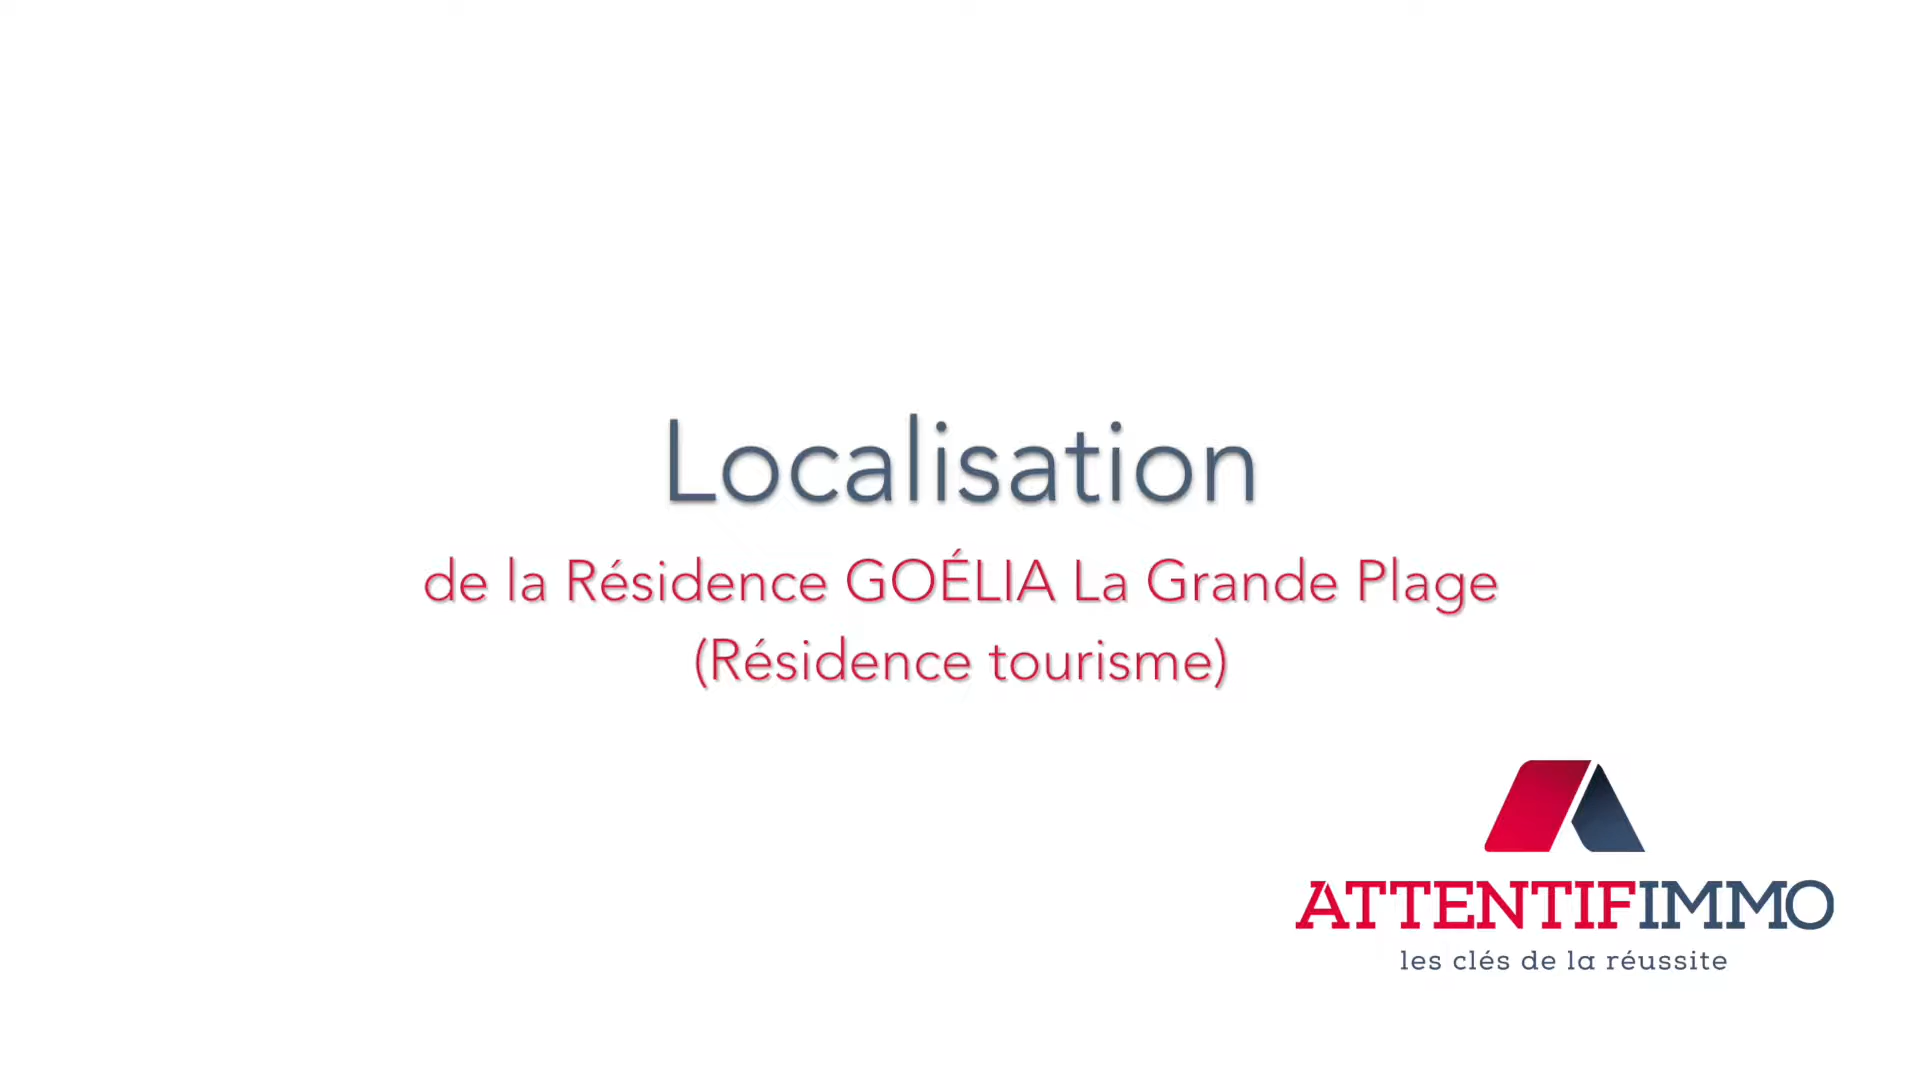 Localisation
de la Résidence GOÉLIA La Grande Plage
(Résidence tourisme)
ATTENTIFIMMO
les clés de la réussite